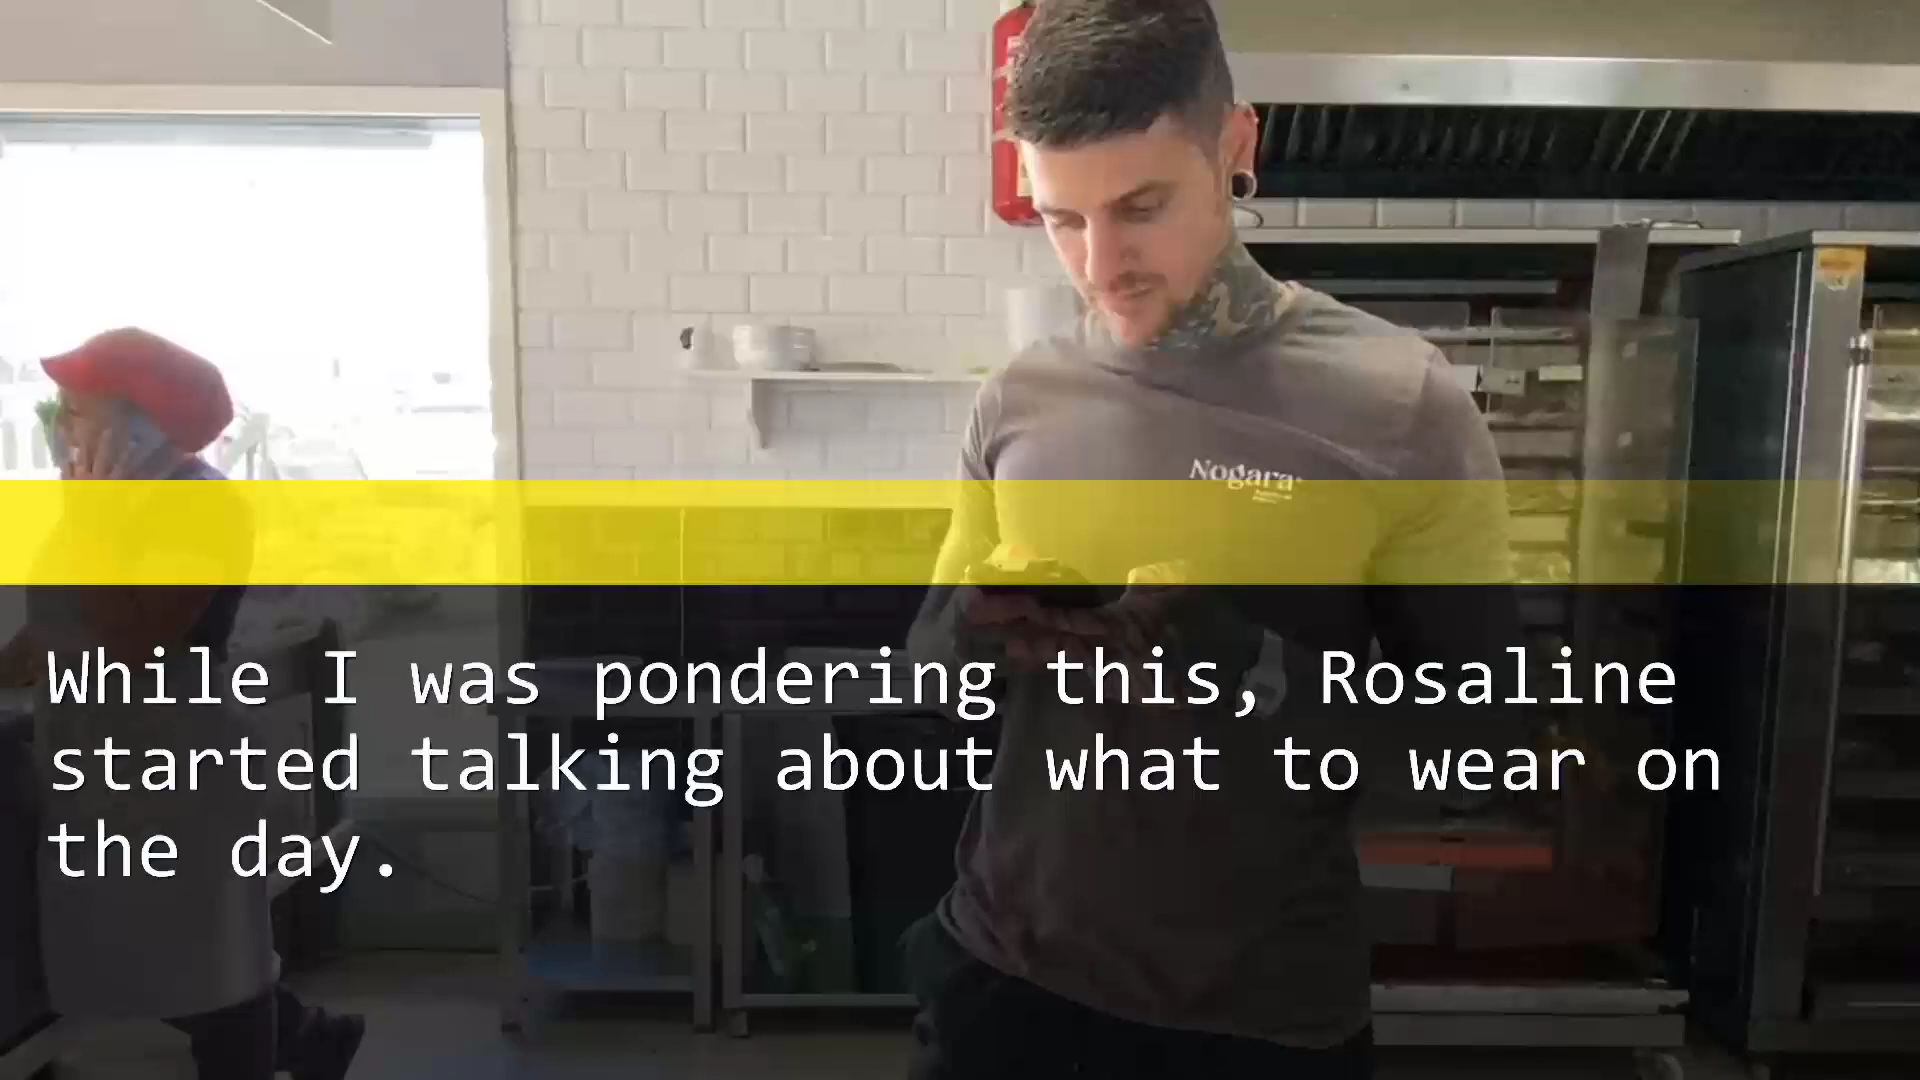 Nogara
While I was pondering this, Rosaline
started talking about what to wear on
the day.